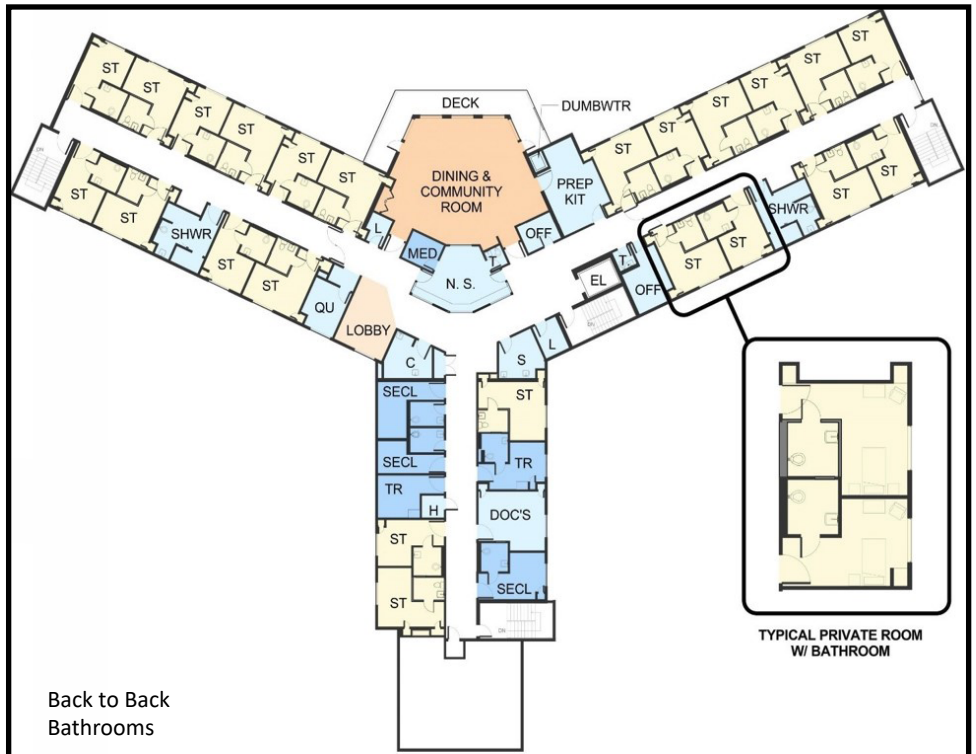 ST
ST
ST
ST
ST
ST
DECK
DUMBWTR
DINING &
COMMUNITY
ROOM
PREP
KIT
ST
ST
ST
ST
ST
ST
ST
ST
SHWR
ST
ST
QU
LOBBY
L
MED
N. S.
T.
OFF
EL
T.
OFF
ST
ST
SHWR
ST
ST
C
S
L
SECL
SECL
TR
H
ST
ST
ST
TR
DOC'S
SECL
DN
DN
TYPICAL PRIVATE ROOM
W/ BATHROOM
Back to Back
Bathrooms